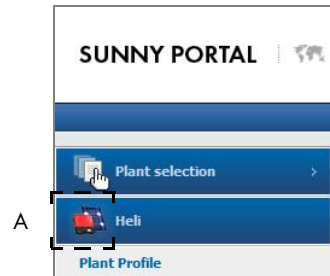 SUNNY PORTAL
Plant selection
A
Heli
Plant Profile